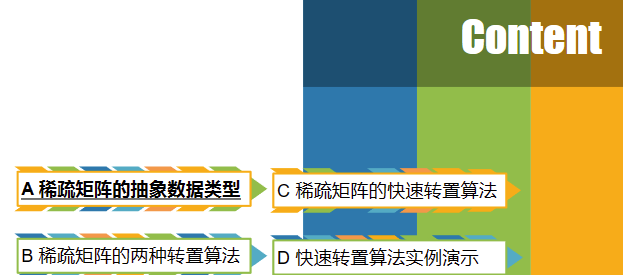 Content
A 稀疏矩阵的抽象数据类型
C 稀疏矩阵的快速转置算法
B 稀疏矩阵的两种转置算法
D 快速转置算法实例演示